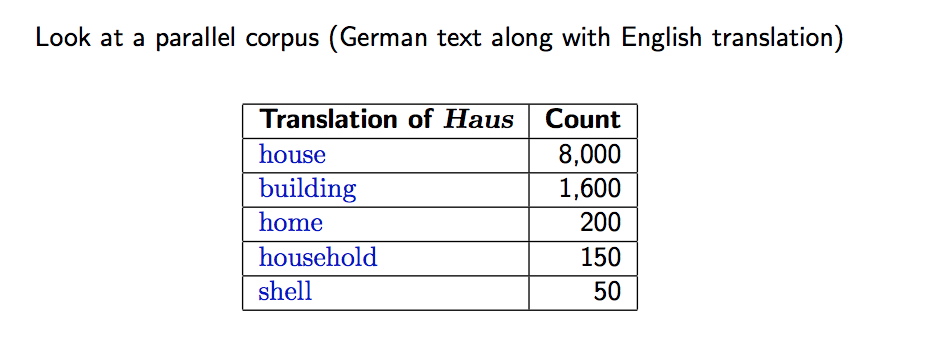 Look at a parallel corpus (German text along with English translation)
Translation of Haus Count
house 8,000
building 1,600
home 200
household 150
shell 50